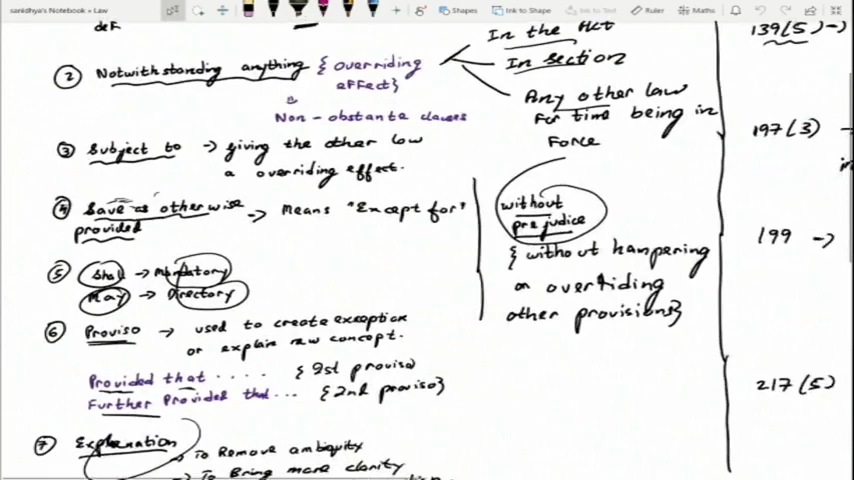 sanidhya's Notebook » Law
Shapes
Ink to Shape
Ink to Text
Ruler
Maths
def
② Notwithstanding anything { overriding
effect}
Non-obstante clauses
In the Act
In section
Any other law
For time being in
Force
③ Subject to -> giving the other law
a overriding effect.
④ Save as otherwise -> Means "Except for"
provided
⑤ Shall -> Mandatory
May -> Directory
⑥ Proviso -> used to create exception
or explain new concept.
Provided that .... { 1st proviso}
Further Provided that... {2nd proviso}
⑦ Explanation
-> To Remove ambiguity
-> To Bring more clarity
without
prejudice
{ without hampering
or overriding
other provisions}
139(5) ->
197(3)
in
199 ->
217(5)